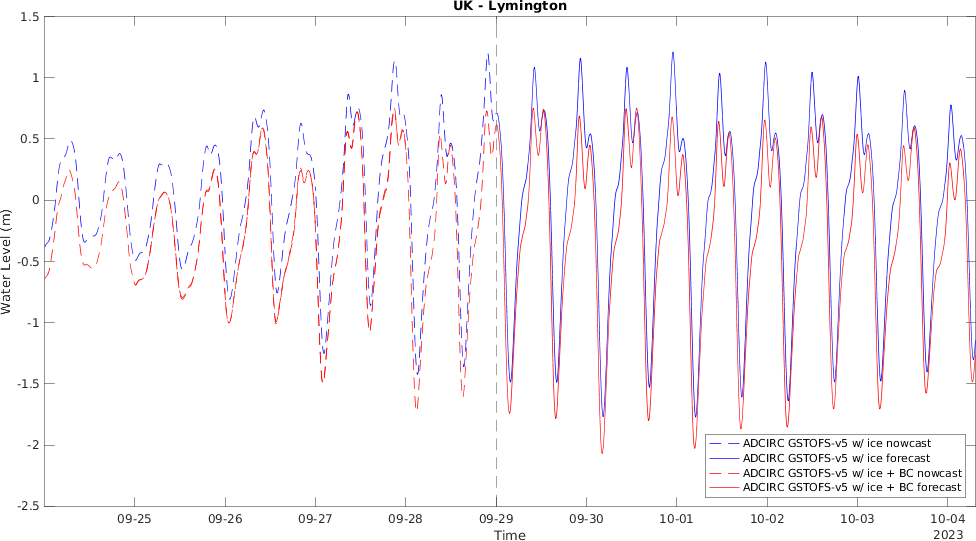 UK - Lymington
1.5
1
0.5
0
-0.5
-1
-1.5
-2
-2.5
Water Level (m)
09-25 09-26 09-27 09-28 09-29 09-30 10-01 10-02 10-03 10-04
2023
Time
ADCIRC GSTOFS-v5 w/ ice nowcast
ADCIRC GSTOFS-v5 w/ ice forecast
ADCIRC GSTOFS-v5 w/ ice + BC nowcast
ADCIRC GSTOFS-v5 w/ ice + BC forecast